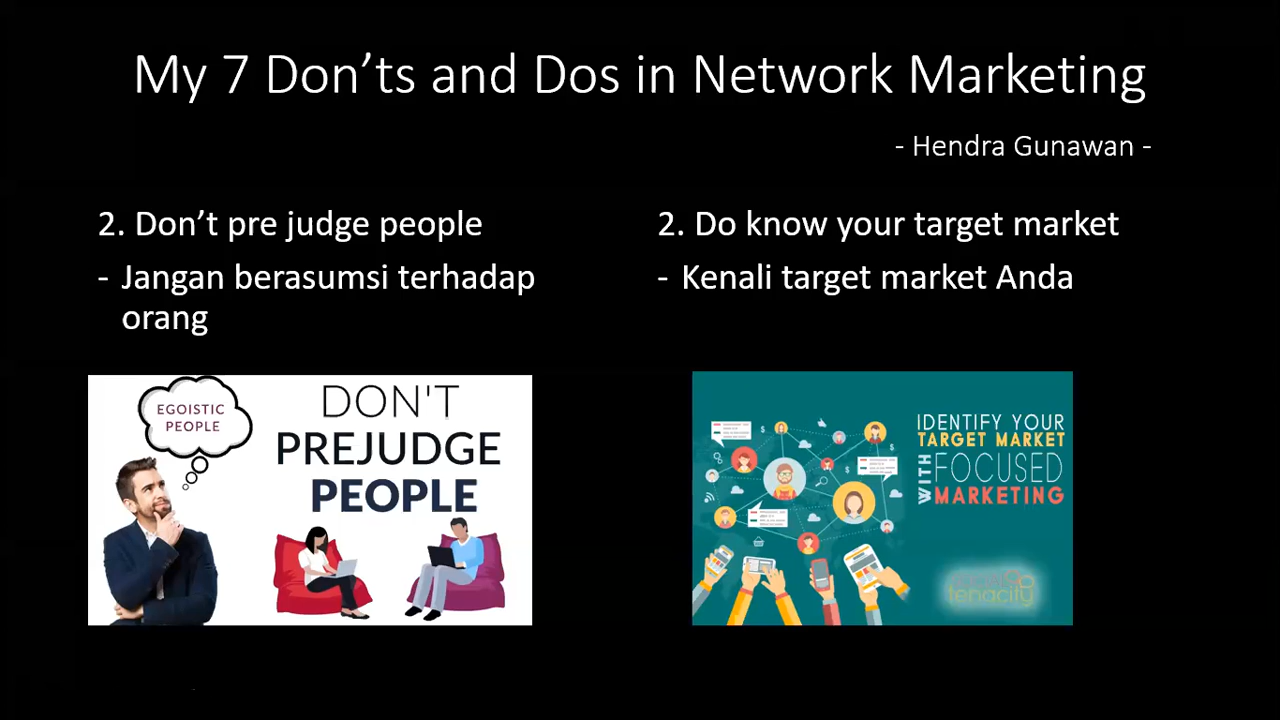 My 7 Don’ts and Dos in Network Marketing
- Hendra Gunawan -
2. Don’t pre judge people
- Jangan berasumsi terhadap
orang
2. Do know your target market
- Kenali target market Anda
EGOISTIC
PEOPLE
DON'T
PREJUDGE
PEOPLE
IDENTIFY YOUR
TARGET MARKET
WITH FOCUSED
MARKETING
tenacity